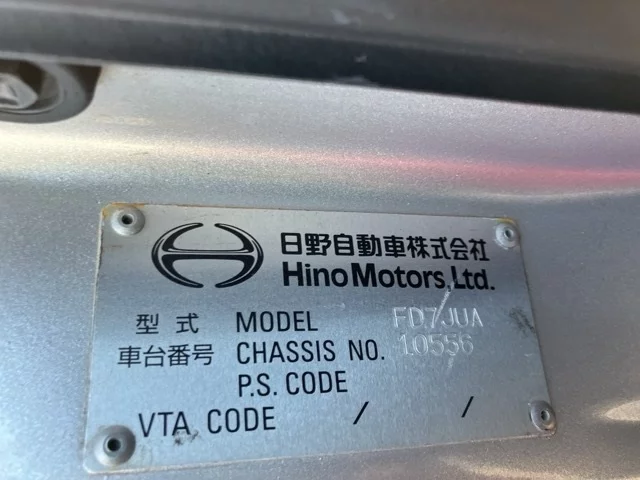 日野自動車株式会社
Hino Motors, Ltd.
型式 MODEL FD7JUA
車台番号 CHASSIS NO. 10556
P.S. CODE
VTA CODE / /